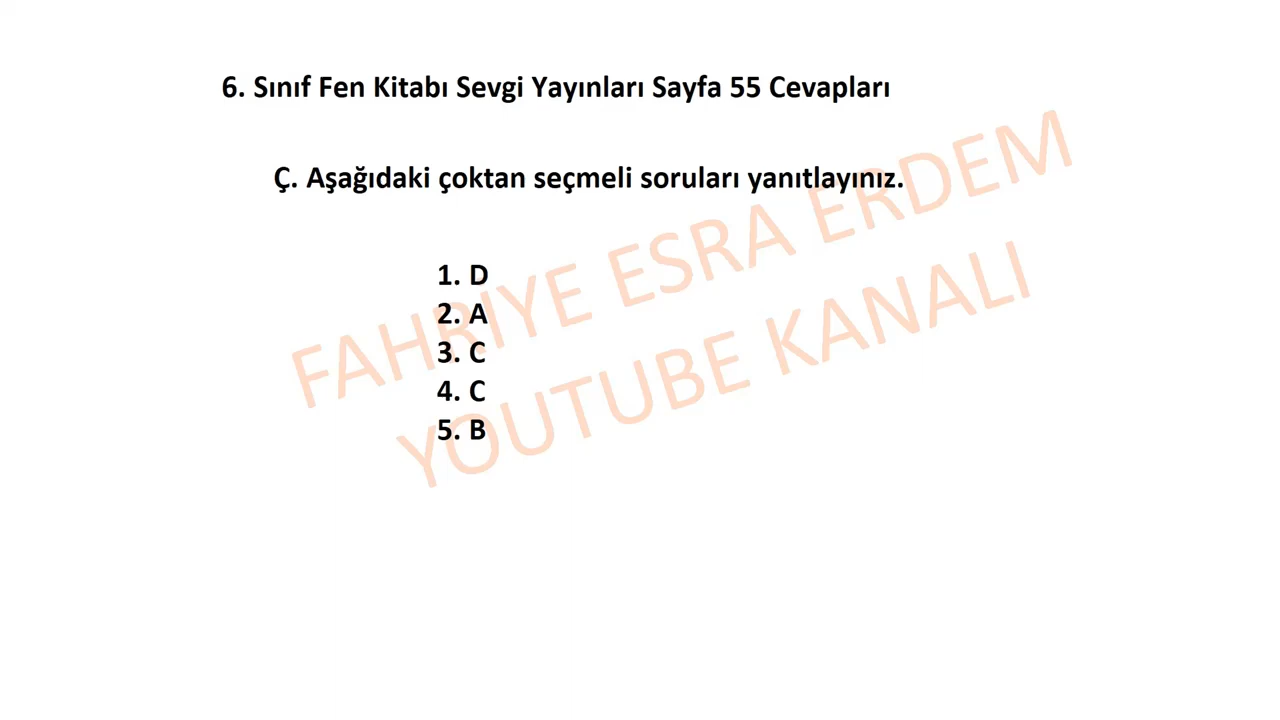 6. Sınıf Fen Kitabı Sevgi Yayınları Sayfa 55 Cevapları
Ç. Aşağıdaki çoktan seçmeli soruları yanıtlayınız.
1. D
2. A
3. C
4. C
5. B
FAHRIYE ESRA ERDEM
YOUTUBE KANALI